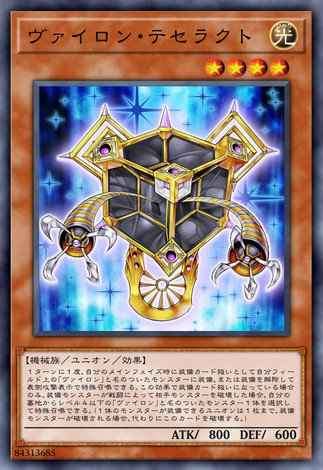 ヴァイロン・テセラクト
光
【機械族/ユニオン/効果】
1ターンに1度、自分のメインフェイズ時に装備カード扱いとして自分フィ
ールド上の「ヴァイロン」と名のついたモンスターに装備、または装備を解除して
表側攻撃表示で特殊召喚できる。この効果で装備カード扱いになっている場合
のみ、装備モンスターが戦闘によって相手モンスターを破壊した場合、自分の
墓地からレベル4以下の「ヴァイロン」と名のついたモンスター1体を選択し
て特殊召喚できる。(1体のモンスターが装備できるユニオンは1枚まで。装備
モンスターが破壊される場合、代わりにこのカードを破壊する。)
ATK/ 800 DEF/ 600
84313685